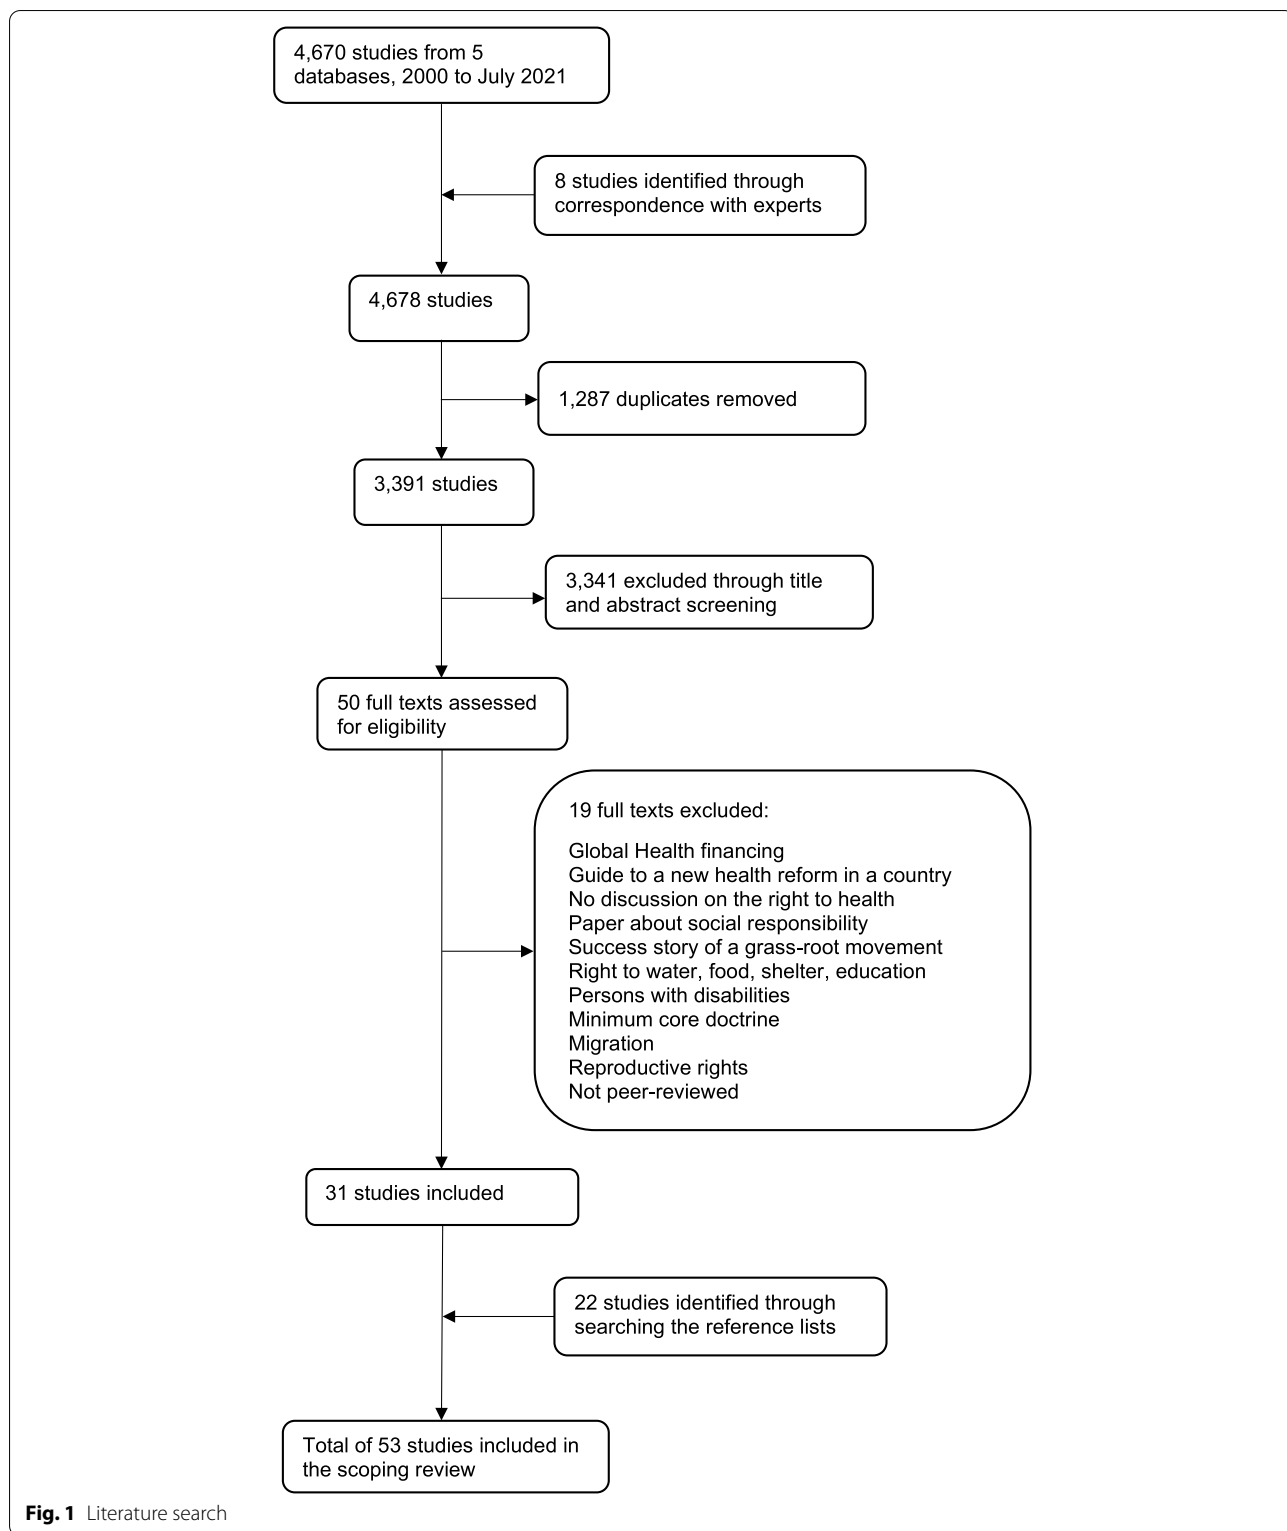 4,670 studies from 5
databases, 2000 to July 2021
8 studies identified through
correspondence with experts
4,678 studies
1,287 duplicates removed
3,391 studies
3,341 excluded through title
and abstract screening
50 full texts assessed
for eligibility
19 full texts excluded:
Global Health financing
Guide to a new health reform in a country
No discussion on the right to health
Paper about social responsibility
Success story of a grass-root movement
Right to water, food, shelter, education
Persons with disabilities
Minimum core doctrine
Migration
Reproductive rights
Not peer-reviewed
31 studies included
22 studies identified through
searching the reference lists
Total of 53 studies included in
the scoping review
Fig. 1 Literature search